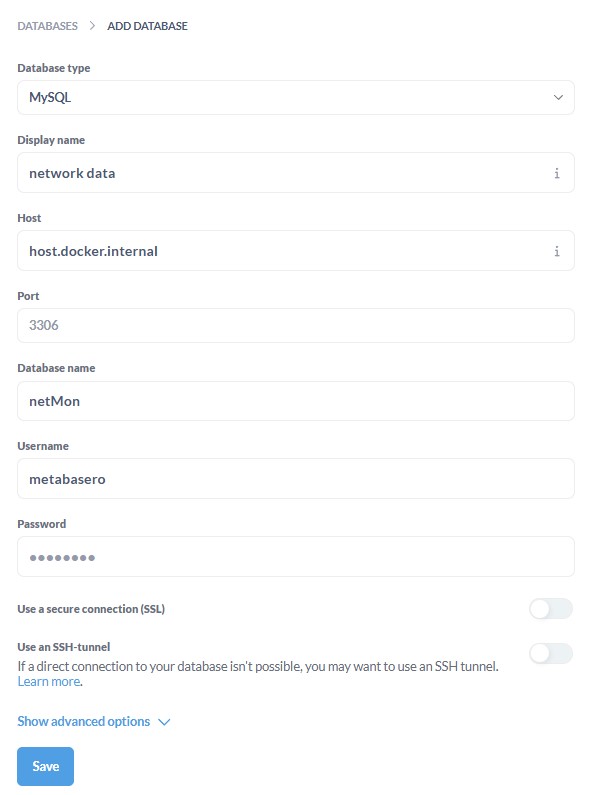 DATABASES > ADD DATABASE
Database type
MySQL
Display name
network data
Host
host.docker.internal
Port
3306
Database name
netMon
Username
metabasero
Password
••••••••
Use a secure connection (SSL)
Use an SSH-tunnel
If a direct connection to your database isn't possible, you may want to use an SSH tunnel.
Learn more.
Show advanced options
Save